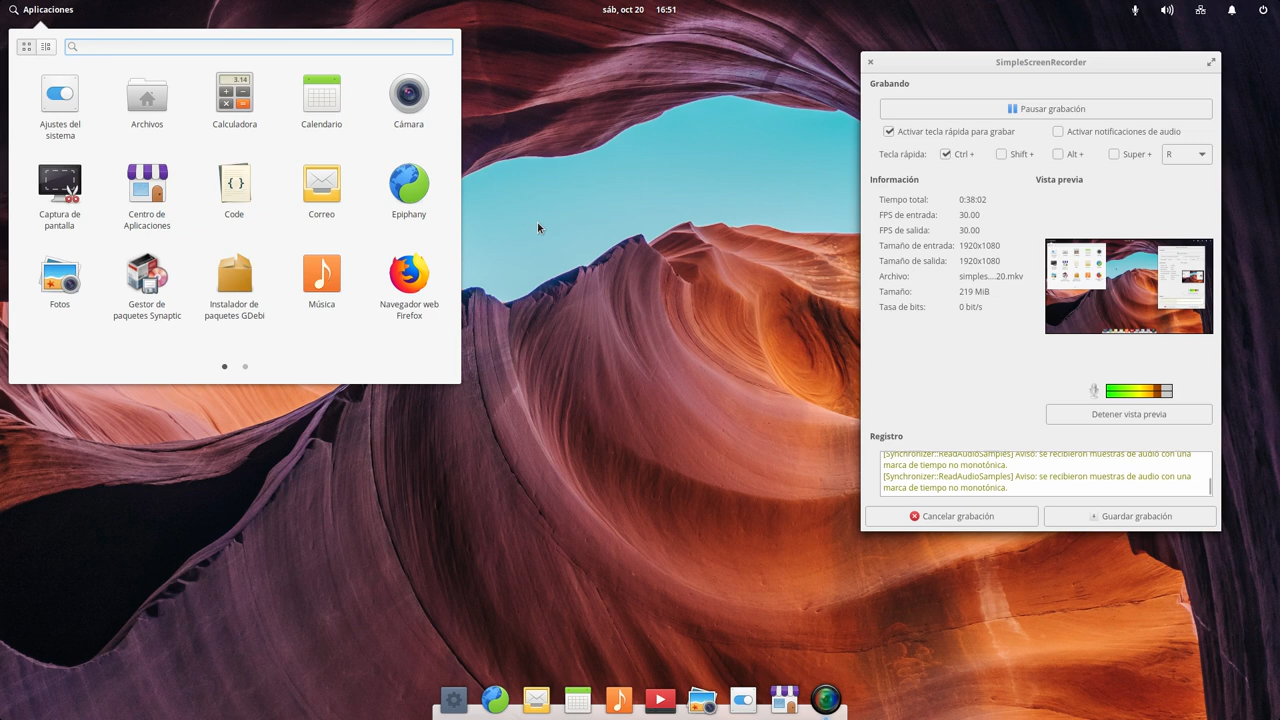 Aplicaciones
sáb, oct 20 16:51
Ajustes del
sistema
Archivos
3.14
Calculadora
Calendario
Cámara
Captura de
pantalla
Centro de
Aplicaciones
{ }
Code
Correo
Epiphany
Fotos
Gestor de
paquetes Synaptic
Instalador de
paquetes GDebi
Música
Navegador web
Firefox
SimpleScreenRecorder
Grabando
Pausar grabación
Activar tecla rápida para grabar
Activar notificaciones de audio
Tecla rápida: Ctrl + Shift + Alt + Super + R
Información
Vista previa
Tiempo total: 0:38:02
FPS de entrada: 30.00
FPS de salida: 30.00
Tamaño de entrada: 1920x1080
Tamaño de salida: 1920x1080
Archivo: simples....20.mkv
Tamaño: 219 MiB
Tasa de bits: 0 bit/s
Detener vista previa
Registro
[Synchronizer::ReadAudioSamples] Aviso: se recibieron muestras de audio con una
marca de tiempo no monotónica.
[Synchronizer::ReadAudioSamples] Aviso: se recibieron muestras de audio con una
marca de tiempo no monotónica.
Cancelar grabación
Guardar grabación